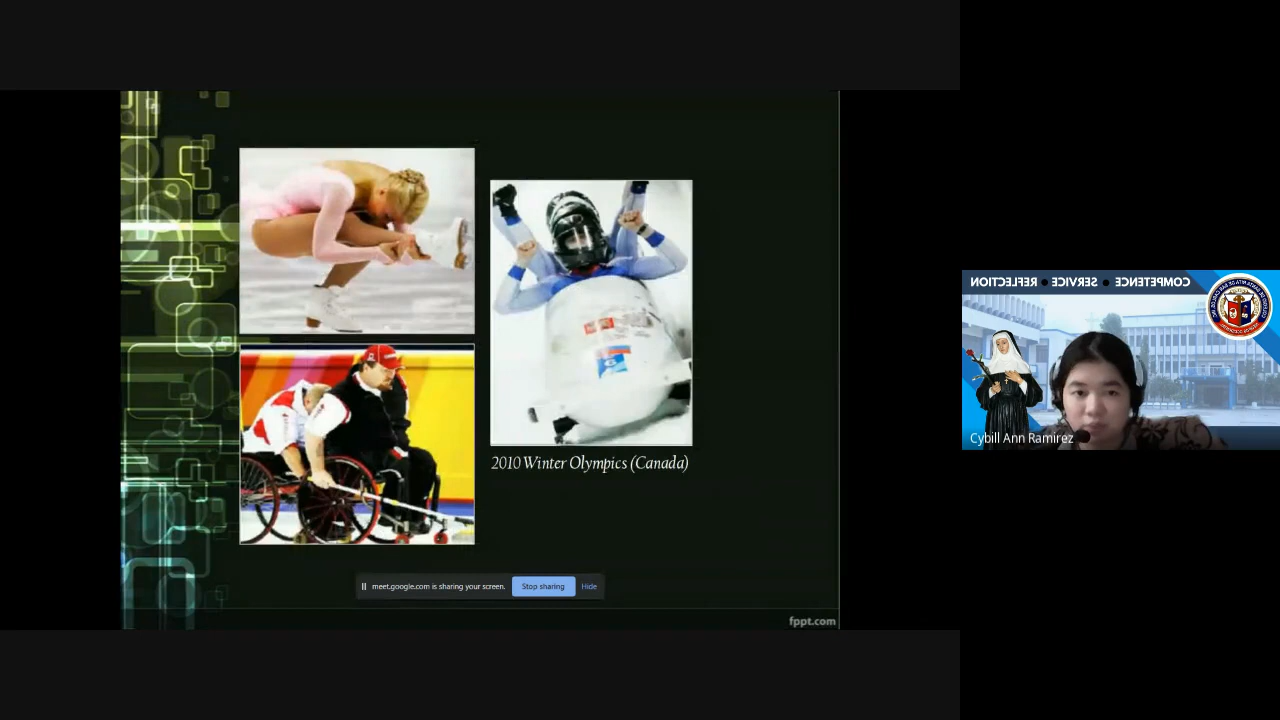 2010 Winter Olympics (Canada)
meet.google.com is sharing your screen.
Stop sharing
Hide
fppt.com
COMPETENCE ● SERVICE ● REFLECTION
Cybill Ann Ramirez